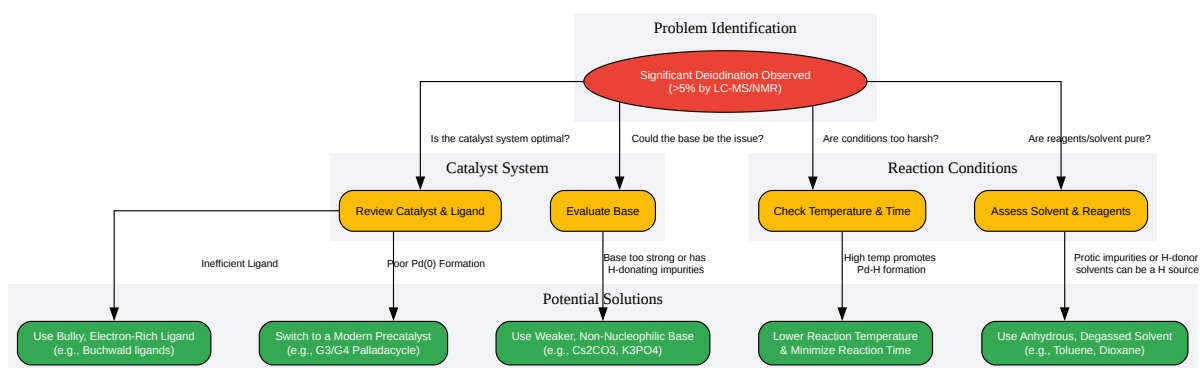 Problem Identification
Significant Deiodination Observed
(>5% by LC-MS/NMR)
Is the catalyst system optimal?
Could the base be the issue?
Are conditions too harsh?
Are reagents/solvent pure?
Catalyst System
Reaction Conditions
Review Catalyst & Ligand
Evaluate Base
Check Temperature & Time
Assess Solvent & Reagents
Inefficient Ligand
Poor Pd(0) Formation
Base too strong or has
H-donating impurities
High temp promotes
Pd-H formation
Protic impurities or H-donor
solvents can be a H source
Potential Solutions
Use Bulky, Electron-Rich Ligand
(e.g., Buchwald ligands)
Switch to a Modern Precatalyst
(e.g., G3/G4 Palladacycle)
Use Weaker, Non-Nucleophilic Base
(e.g., Cs2CO3, K3PO4)
Lower Reaction Temperature
& Minimize Reaction Time
Use Anhydrous, Degassed Solvent
(e.g., Toluene, Dioxane)